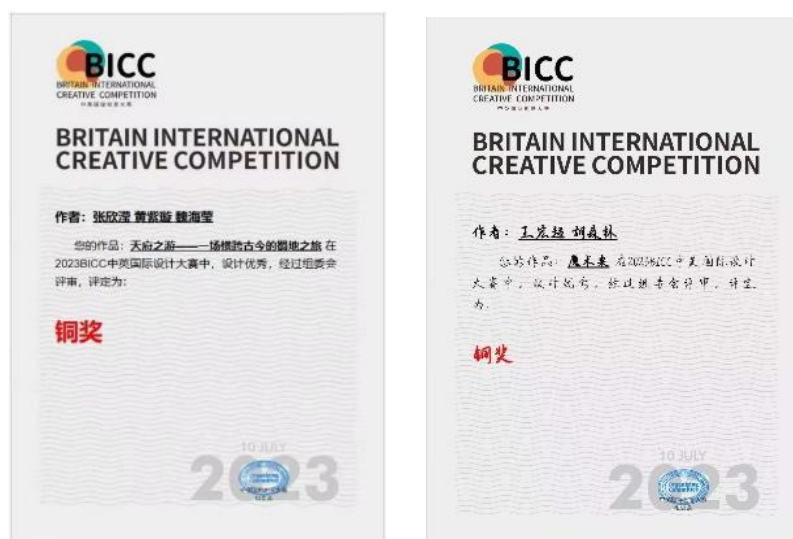 BICC
BRITAIN INTERNATIONAL
CREATIVE COMPETITION
BRITAIN INTERNATIONAL
CREATIVE COMPETITION
作者：张欣滢 黄紫璇 魏海莹
您的作品：天府之游——一场横跨古今的蜀地之旅 在
2023BICC中英国际设计大赛中，设计优秀，经过组委会
评审，评定为：
铜奖
10 JULY
2023
BICC
BRITAIN INTERNATIONAL
CREATIVE COMPETITION
BRITAIN INTERNATIONAL
CREATIVE COMPETITION
作者：王宏超 胡森林
您的作品：鹰未来 在2023BICC中英国际设计
大赛中，设计优秀，经过组委会评审，评定
为：
铜奖
10 JULY
2023